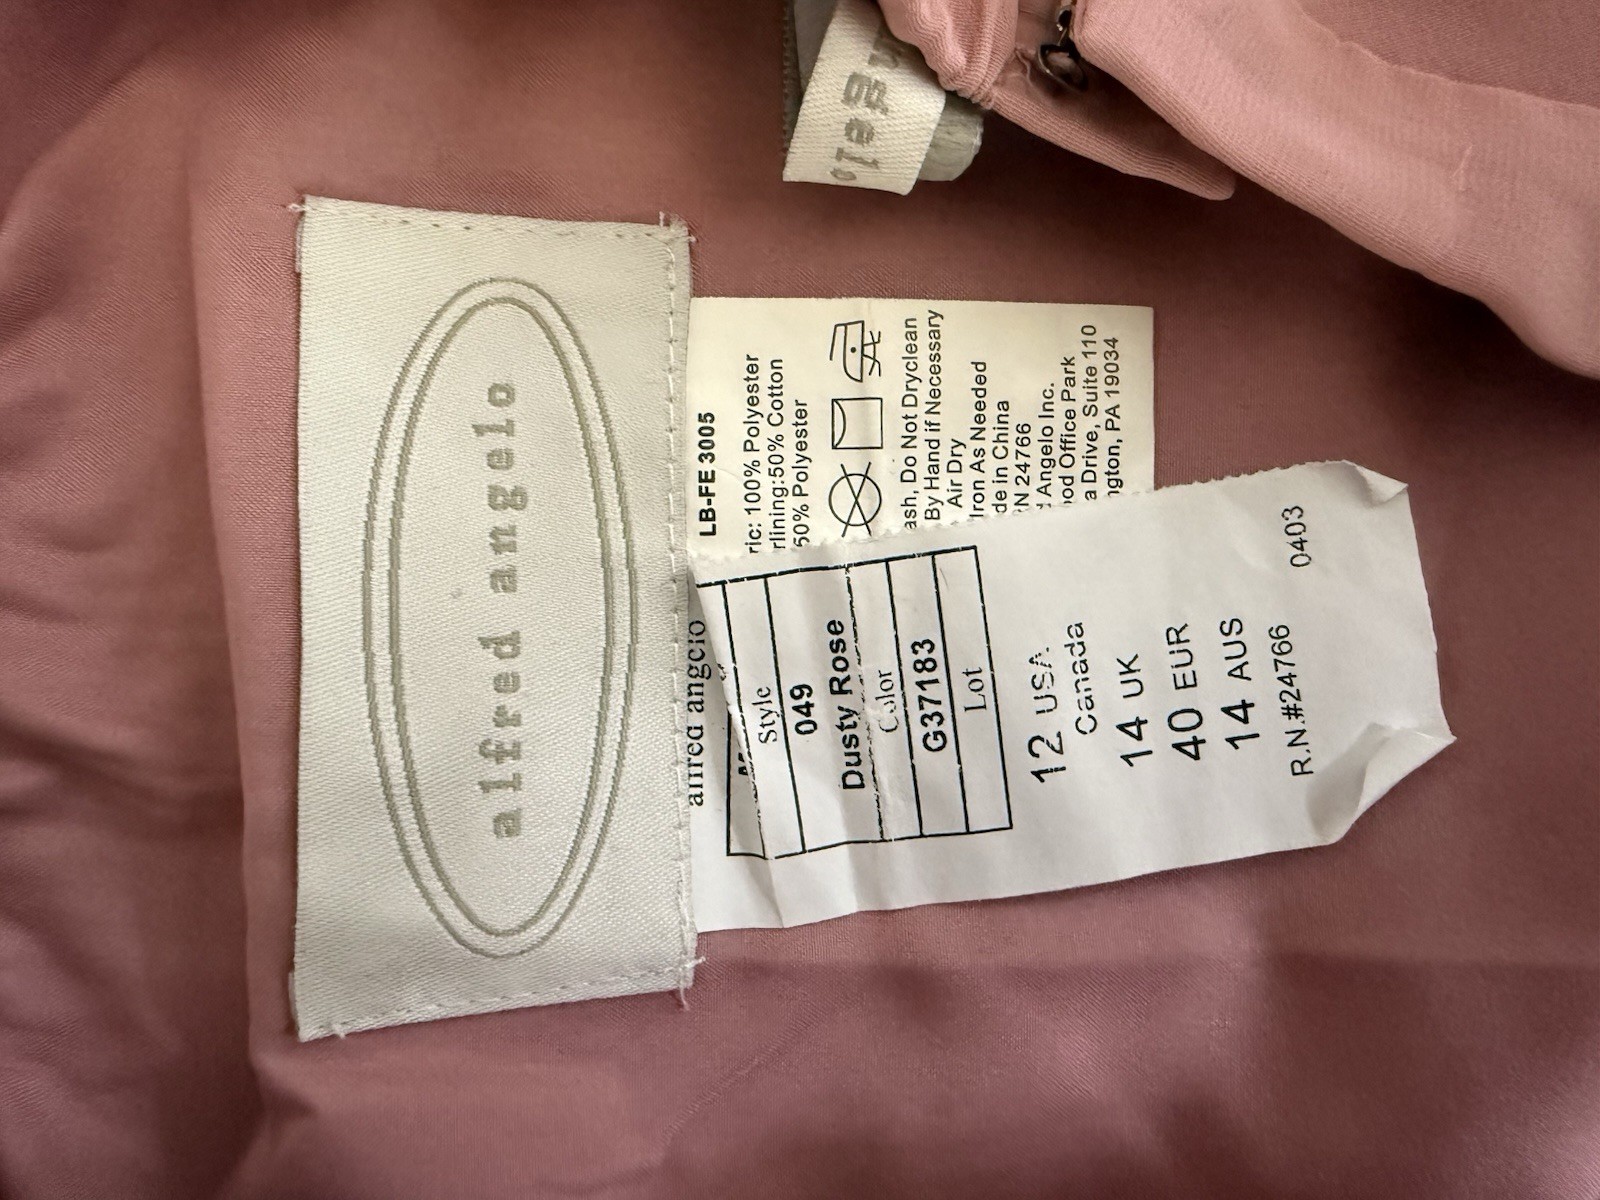 alfred angelo
LB-FE 3005
ric: 100% Polyester
rlining:50% Cotton
50% Polyester
ash, Do Not Dryclean
By Hand if Necessary
Air Dry
Iron As Needed
de in China
N 24766
Angelo Inc.
od Office Park
a Drive, Suite 110
ngton, PA 19034
alfred angelo
Style
049
Dusty Rose
Color
G37183
Lot
12 USA
Canada
14 UK
40 EUR
14 AUS
R.N.#24766 0403
gelo